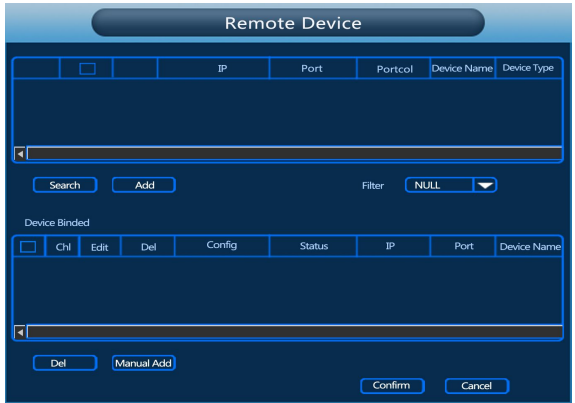 Remote Device
IP Port Portcol Device Name Device Type
Search Add Filter NULL
Device Binded
Chl Edit Del Config Status IP Port Device Name
Del Manual Add
Confirm Cancel